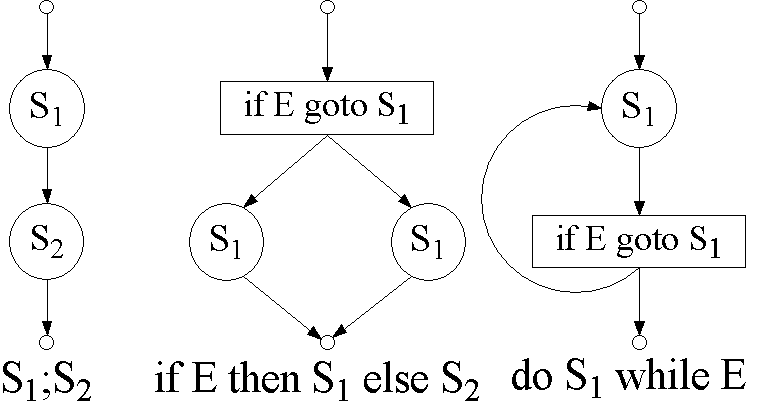 S₁
S₂
S₁;S₂
if E goto S₁
S₁ S₁
if E then S₁ else S₂
S₁
if E goto S₁
do S₁ while E